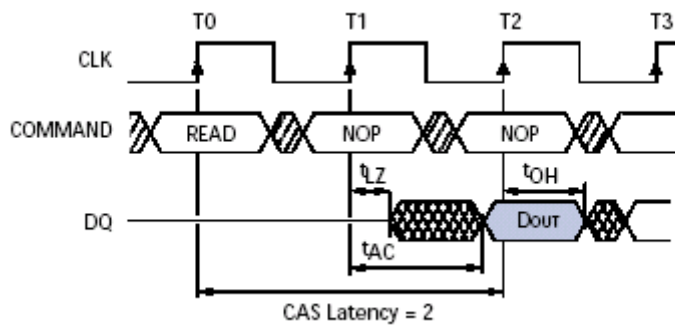 T0 T1 T2 T3
CLK
COMMAND READ NOP NOP
tLZ tOH
DQ DOUT
tAC
CAS Latency = 2